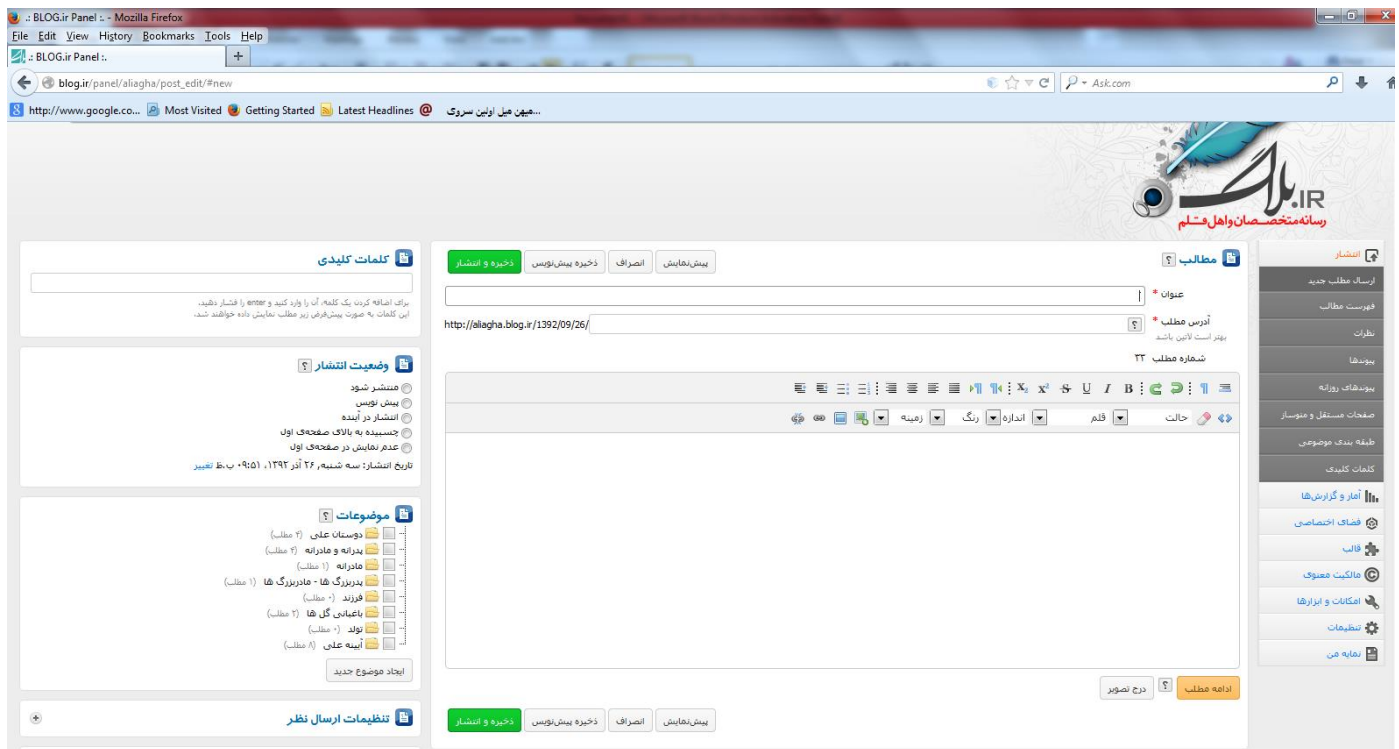 .: BLOG.ir Panel :. - Mozilla Firefox
File Edit View History Bookmarks Tools Help
.: BLOG.ir Panel :.
blog.ir/panel/aliagha/post_edit/#new
Ask.com
http://www.google.co... Most Visited Getting Started Latest Headlines میهن میل اولین سروی...
بلاگ.IR
رسانه متخصصان و اهل قلم
انتشار
ارسال مطلب جدید
فهرست مطالب
نظرات
پیوندها
پیوندهای روزانه
صفحات مستقل و منوساز
طبقه بندی موضوعی
کلمات کلیدی
آمار و گزارش‌ها
فضای اختصاصی
قالب
مالکیت معنوی
امکانات و ابزارها
تنظیمات
نمایه من
مطالب ?
پیش‌نمایش انصراف ذخیره پیش‌نویس ذخیره و انتشار
عنوان *
آدرس مطلب * ?
http://aliagha.blog.ir/1392/09/26/
بهتر است لاتین باشد
شماره مطلب ۲۳
حالت قلم اندازه رنگ زمینه
ادامه مطلب ? درج تصویر
پیش‌نمایش انصراف ذخیره پیش‌نویس ذخیره و انتشار
کلمات کلیدی
برای اضافه کردن یک کلمه، آن را وارد کنید و enter را فشار دهید.
این کلمات به صورت پیش‌فرض زیر مطلب نمایش داده خواهند شد.
وضعیت انتشار ?
منتشر شود
پیش نویس
انتشار در آینده
چسبیده به بالای صفحه‌ی اول
عدم نمایش در صفحه‌ی اول
تاریخ انتشار: سه شنبه, ۲۶ آذر ۱۳۹۲، ۰۹:۵۱ ب.ظ تغییر
موضوعات ?
دوستان علی (۴ مطلب)
پدرانه و مادرانه (۴ مطلب)
مادرانه (۱ مطلب)
پدربزرگ ها - مادربزرگ ها (۱ مطلب)
فرزند (۰ مطلب)
باغبانی گل ها (۲ مطلب)
تولد (۰ مطلب)
آیینه علی (۸ مطلب)
ایجاد موضوع جدید
تنظیمات ارسال نظر